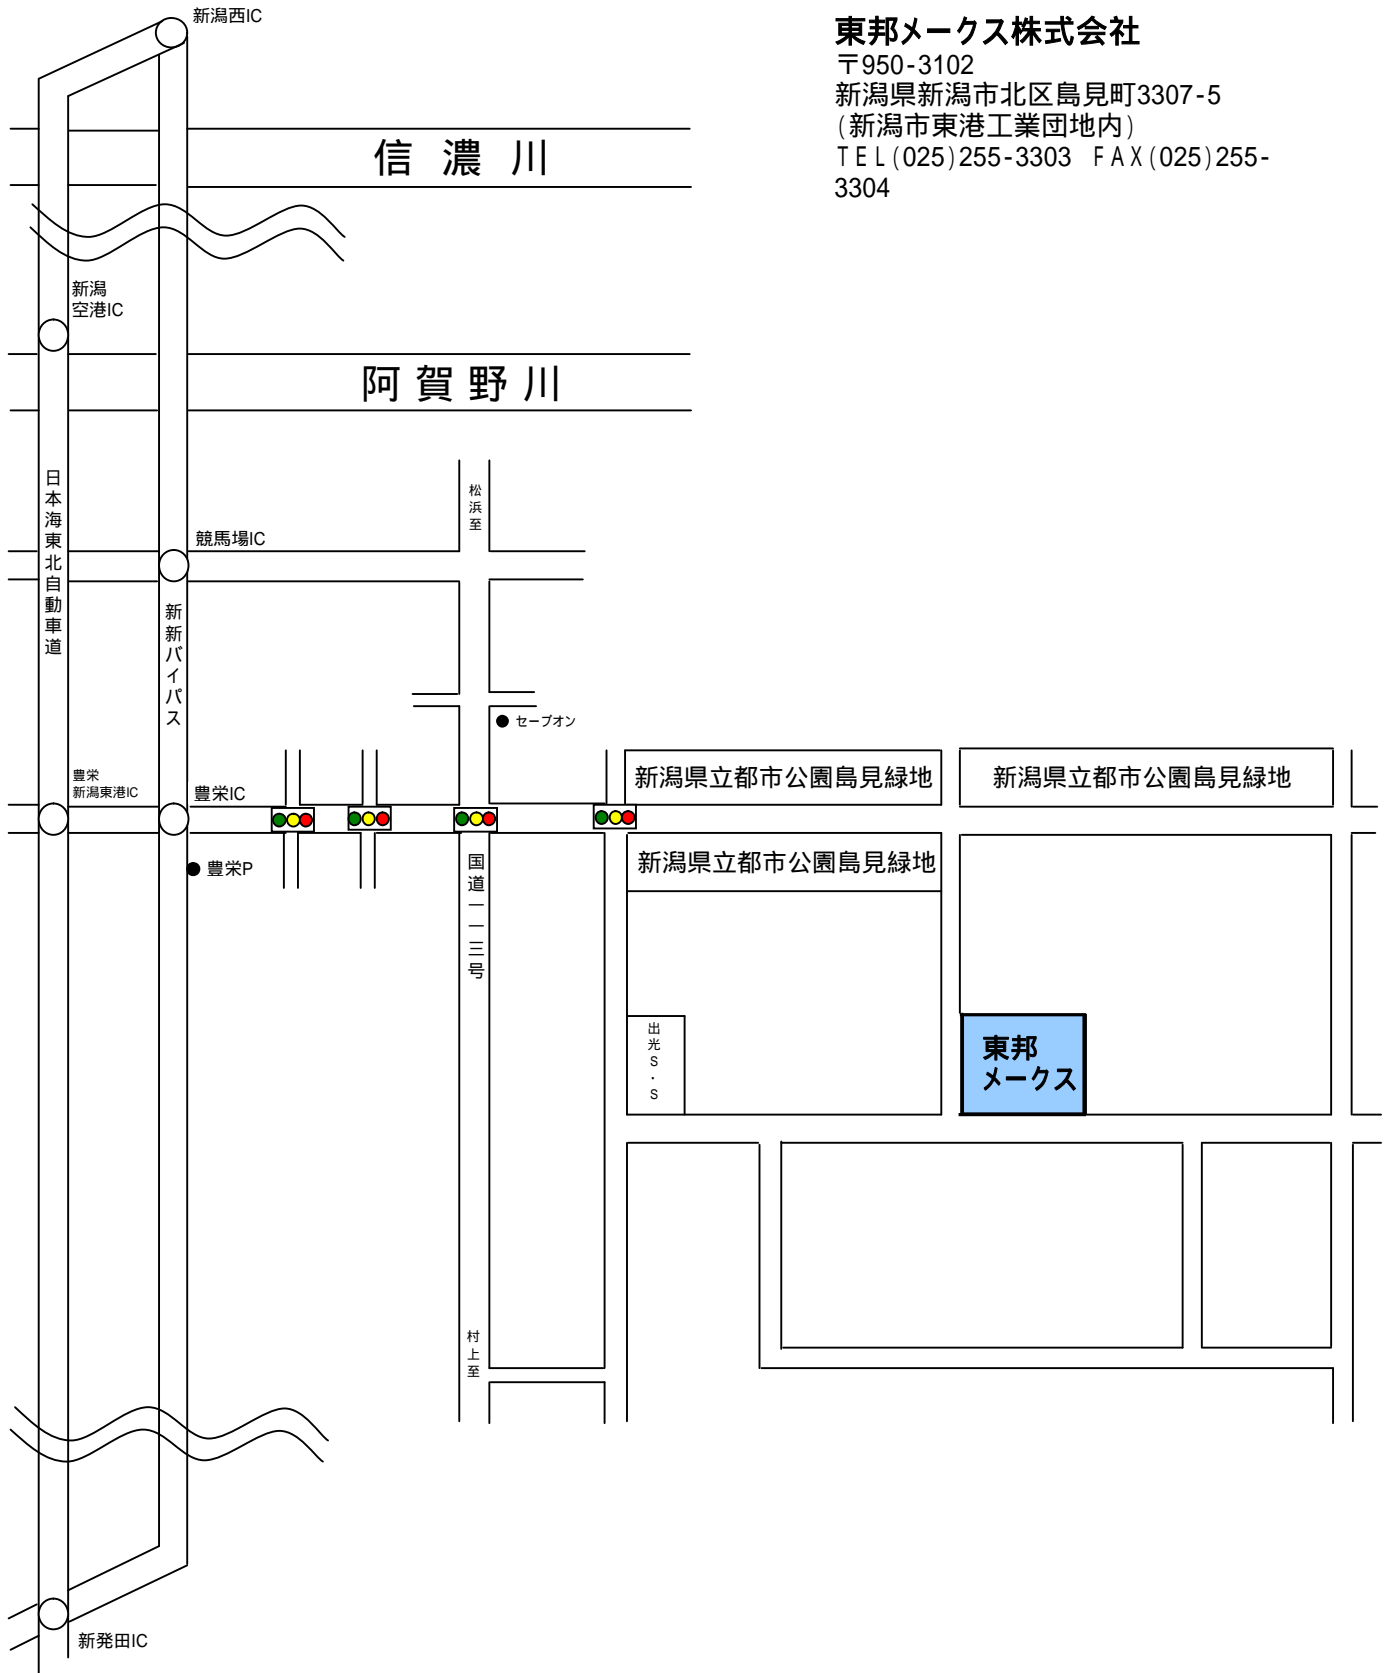 新潟西IC
東邦メークス株式会社
〒950-3102
新潟県新潟市北区島見町3307-5
(新潟市東港工業団地内)
ＴＥＬ(025)255-3303　ＦＡＸ(025)255-
3304
信 濃 川
新潟
空港IC
阿 賀 野 川
日本海東北自動車道
松浜至
競馬場IC
新新バイパス
セーブオン
豊栄
新潟東港IC
豊栄IC
新潟県立都市公園島見緑地
新潟県立都市公園島見緑地
豊栄P
国道一一三号
新潟県立都市公園島見緑地
出光S・S
東邦
メークス
村上至
新発田IC